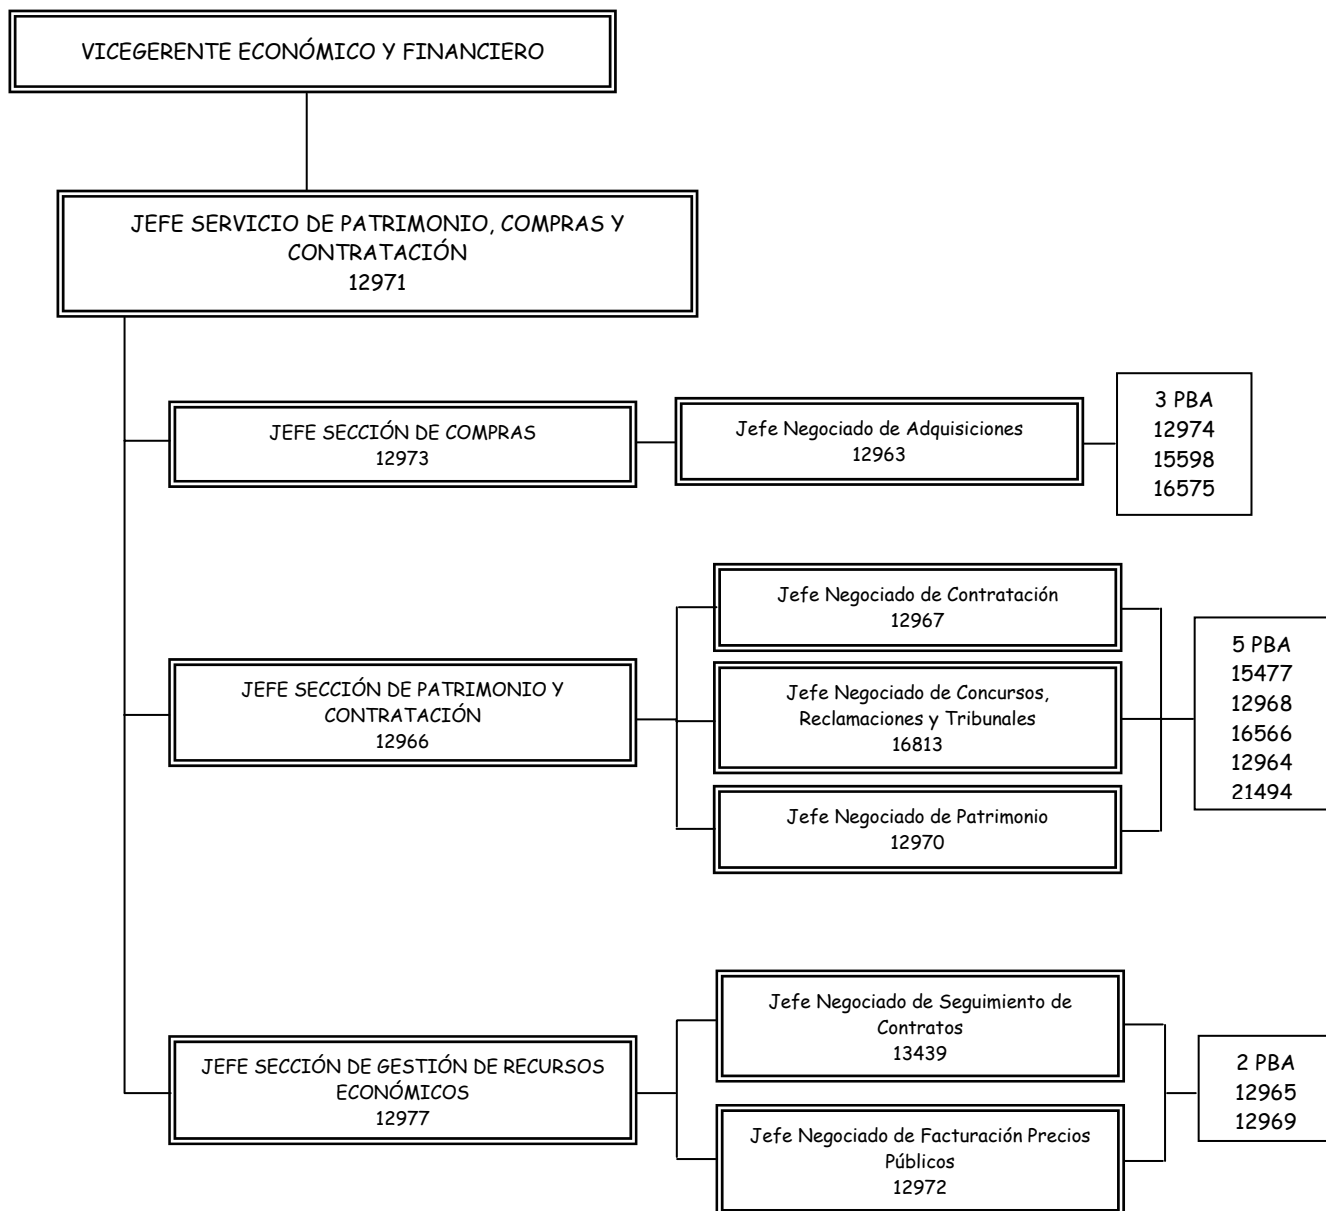 VICEGERENTE ECONÓMICO Y FINANCIERO
JEFE SERVICIO DE PATRIMONIO, COMPRAS Y
CONTRATACIÓN
12971
JEFE SECCIÓN DE COMPRAS
12973
Jefe Negociado de Adquisiciones
12963
3 PBA
12974
15598
16575
JEFE SECCIÓN DE PATRIMONIO Y
CONTRATACIÓN
12966
Jefe Negociado de Contratación
12967
Jefe Negociado de Concursos,
Reclamaciones y Tribunales
16813
Jefe Negociado de Patrimonio
12970
5 PBA
15477
12968
16566
12964
21494
JEFE SECCIÓN DE GESTIÓN DE RECURSOS
ECONÓMICOS
12977
Jefe Negociado de Seguimiento de
Contratos
13439
Jefe Negociado de Facturación Precios
Públicos
12972
2 PBA
12965
12969